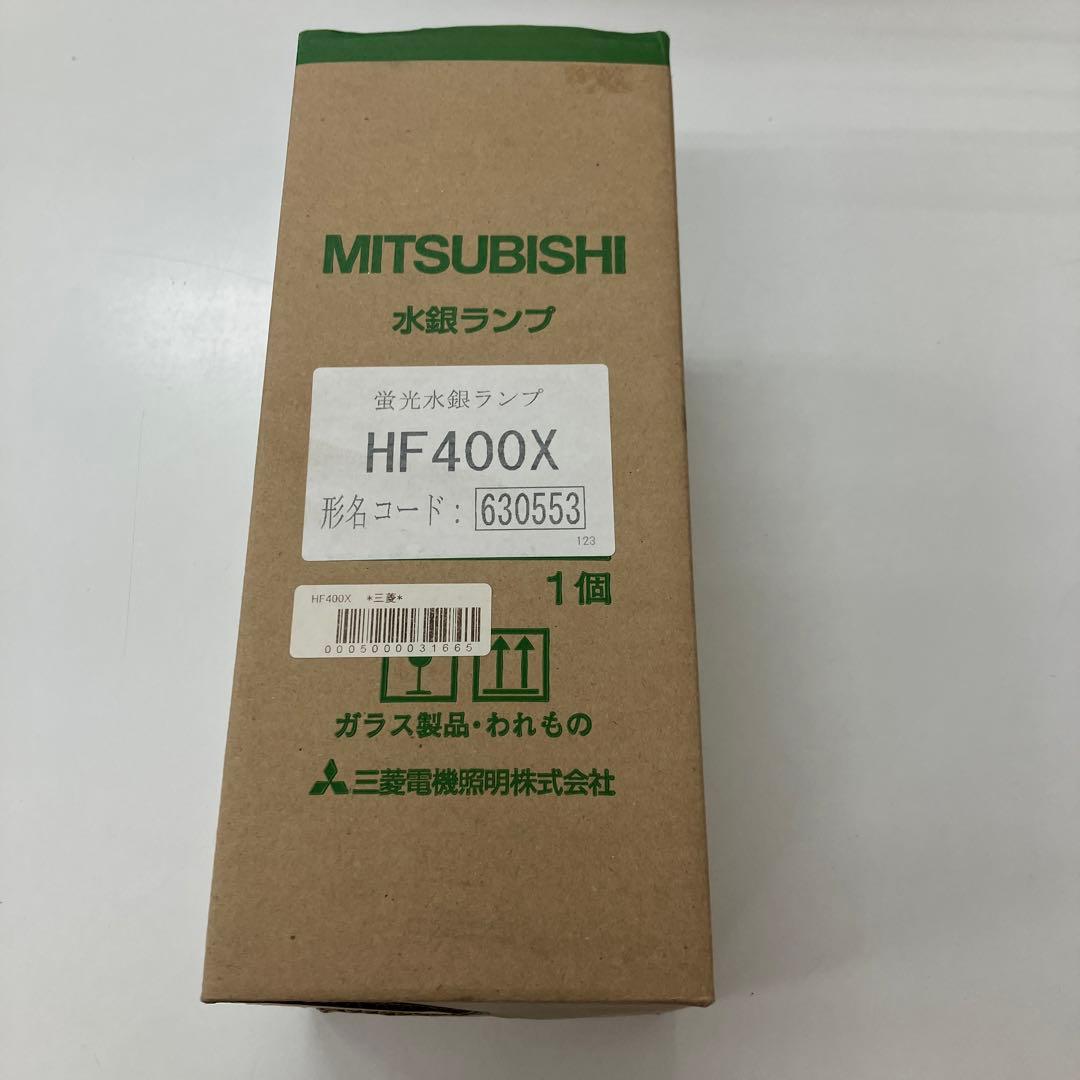 MITSUBISHI
水銀ランプ
蛍光水銀ランプ
HF400X
形名コード: 630553
123
1個
HF400X *三菱*
0005000031665
ガラス製品・われもの
三菱電機照明株式会社